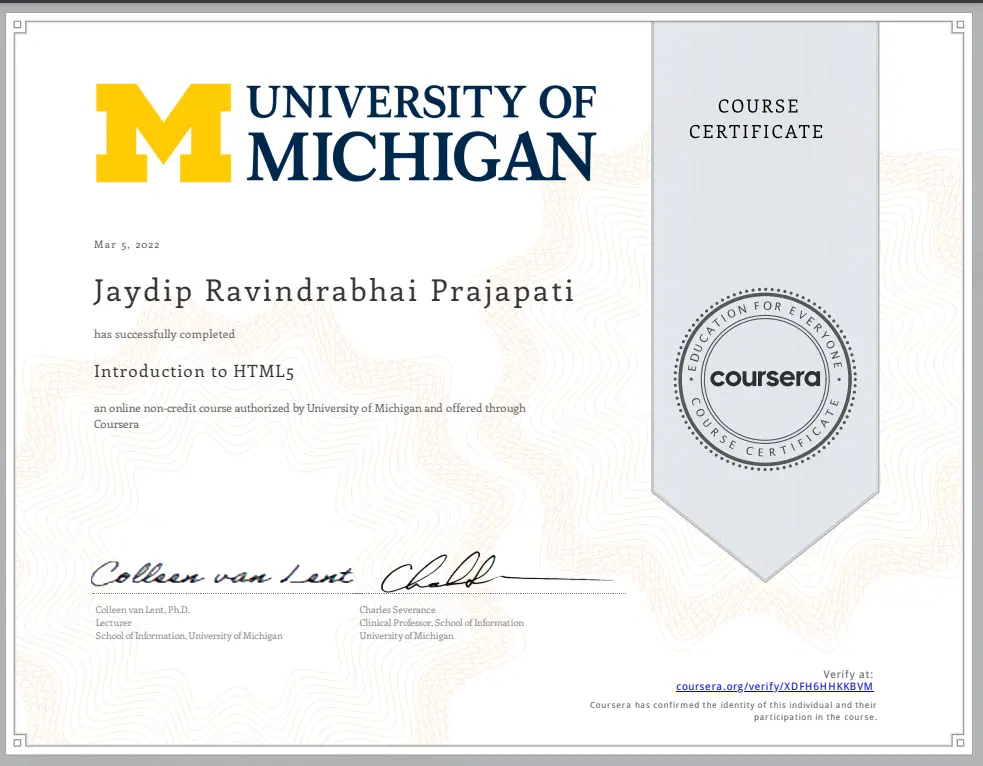 UNIVERSITY OF
MICHIGAN
COURSE
CERTIFICATE
Mar 5, 2022
Jaydip Ravindrabhai Prajapati
has successfully completed
Introduction to HTML5
an online non-credit course authorized by University of Michigan and offered through
Coursera
EDUCATION FOR EVERYONE
coursera
COURSE CERTIFICATE
Colleen van Lent
Colleen van Lent, Ph.D.
Lecturer
School of Information, University of Michigan
Charles Severance
Clinical Professor, School of Information
University of Michigan
Verify at:
coursera.org/verify/XDFH6HHKKBVM
Coursera has confirmed the identity of this individual and their
participation in the course.